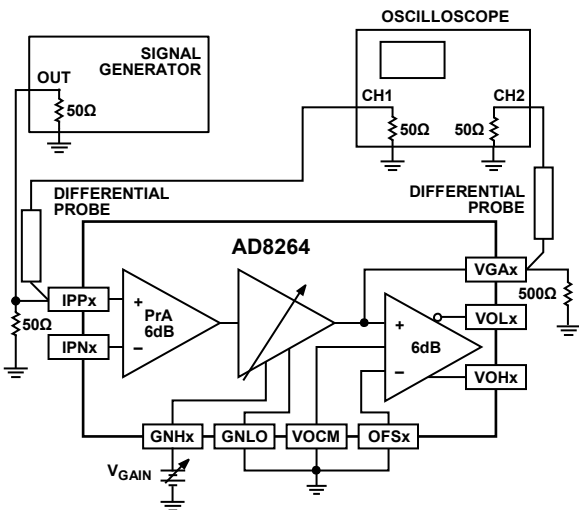 OSCILLOSCOPE
SIGNAL
GENERATOR
OUT
50Ω
CH1
CH2
50Ω
50Ω
DIFFERENTIAL
PROBE
DIFFERENTIAL
PROBE
AD8264
IPPx
+
PrA
6dB
–
IPNx
50Ω
VGAx
500Ω
+
6dB
–
VOLx
VOHx
GNHx
GNLO
VOCM
OFSx
VGAIN